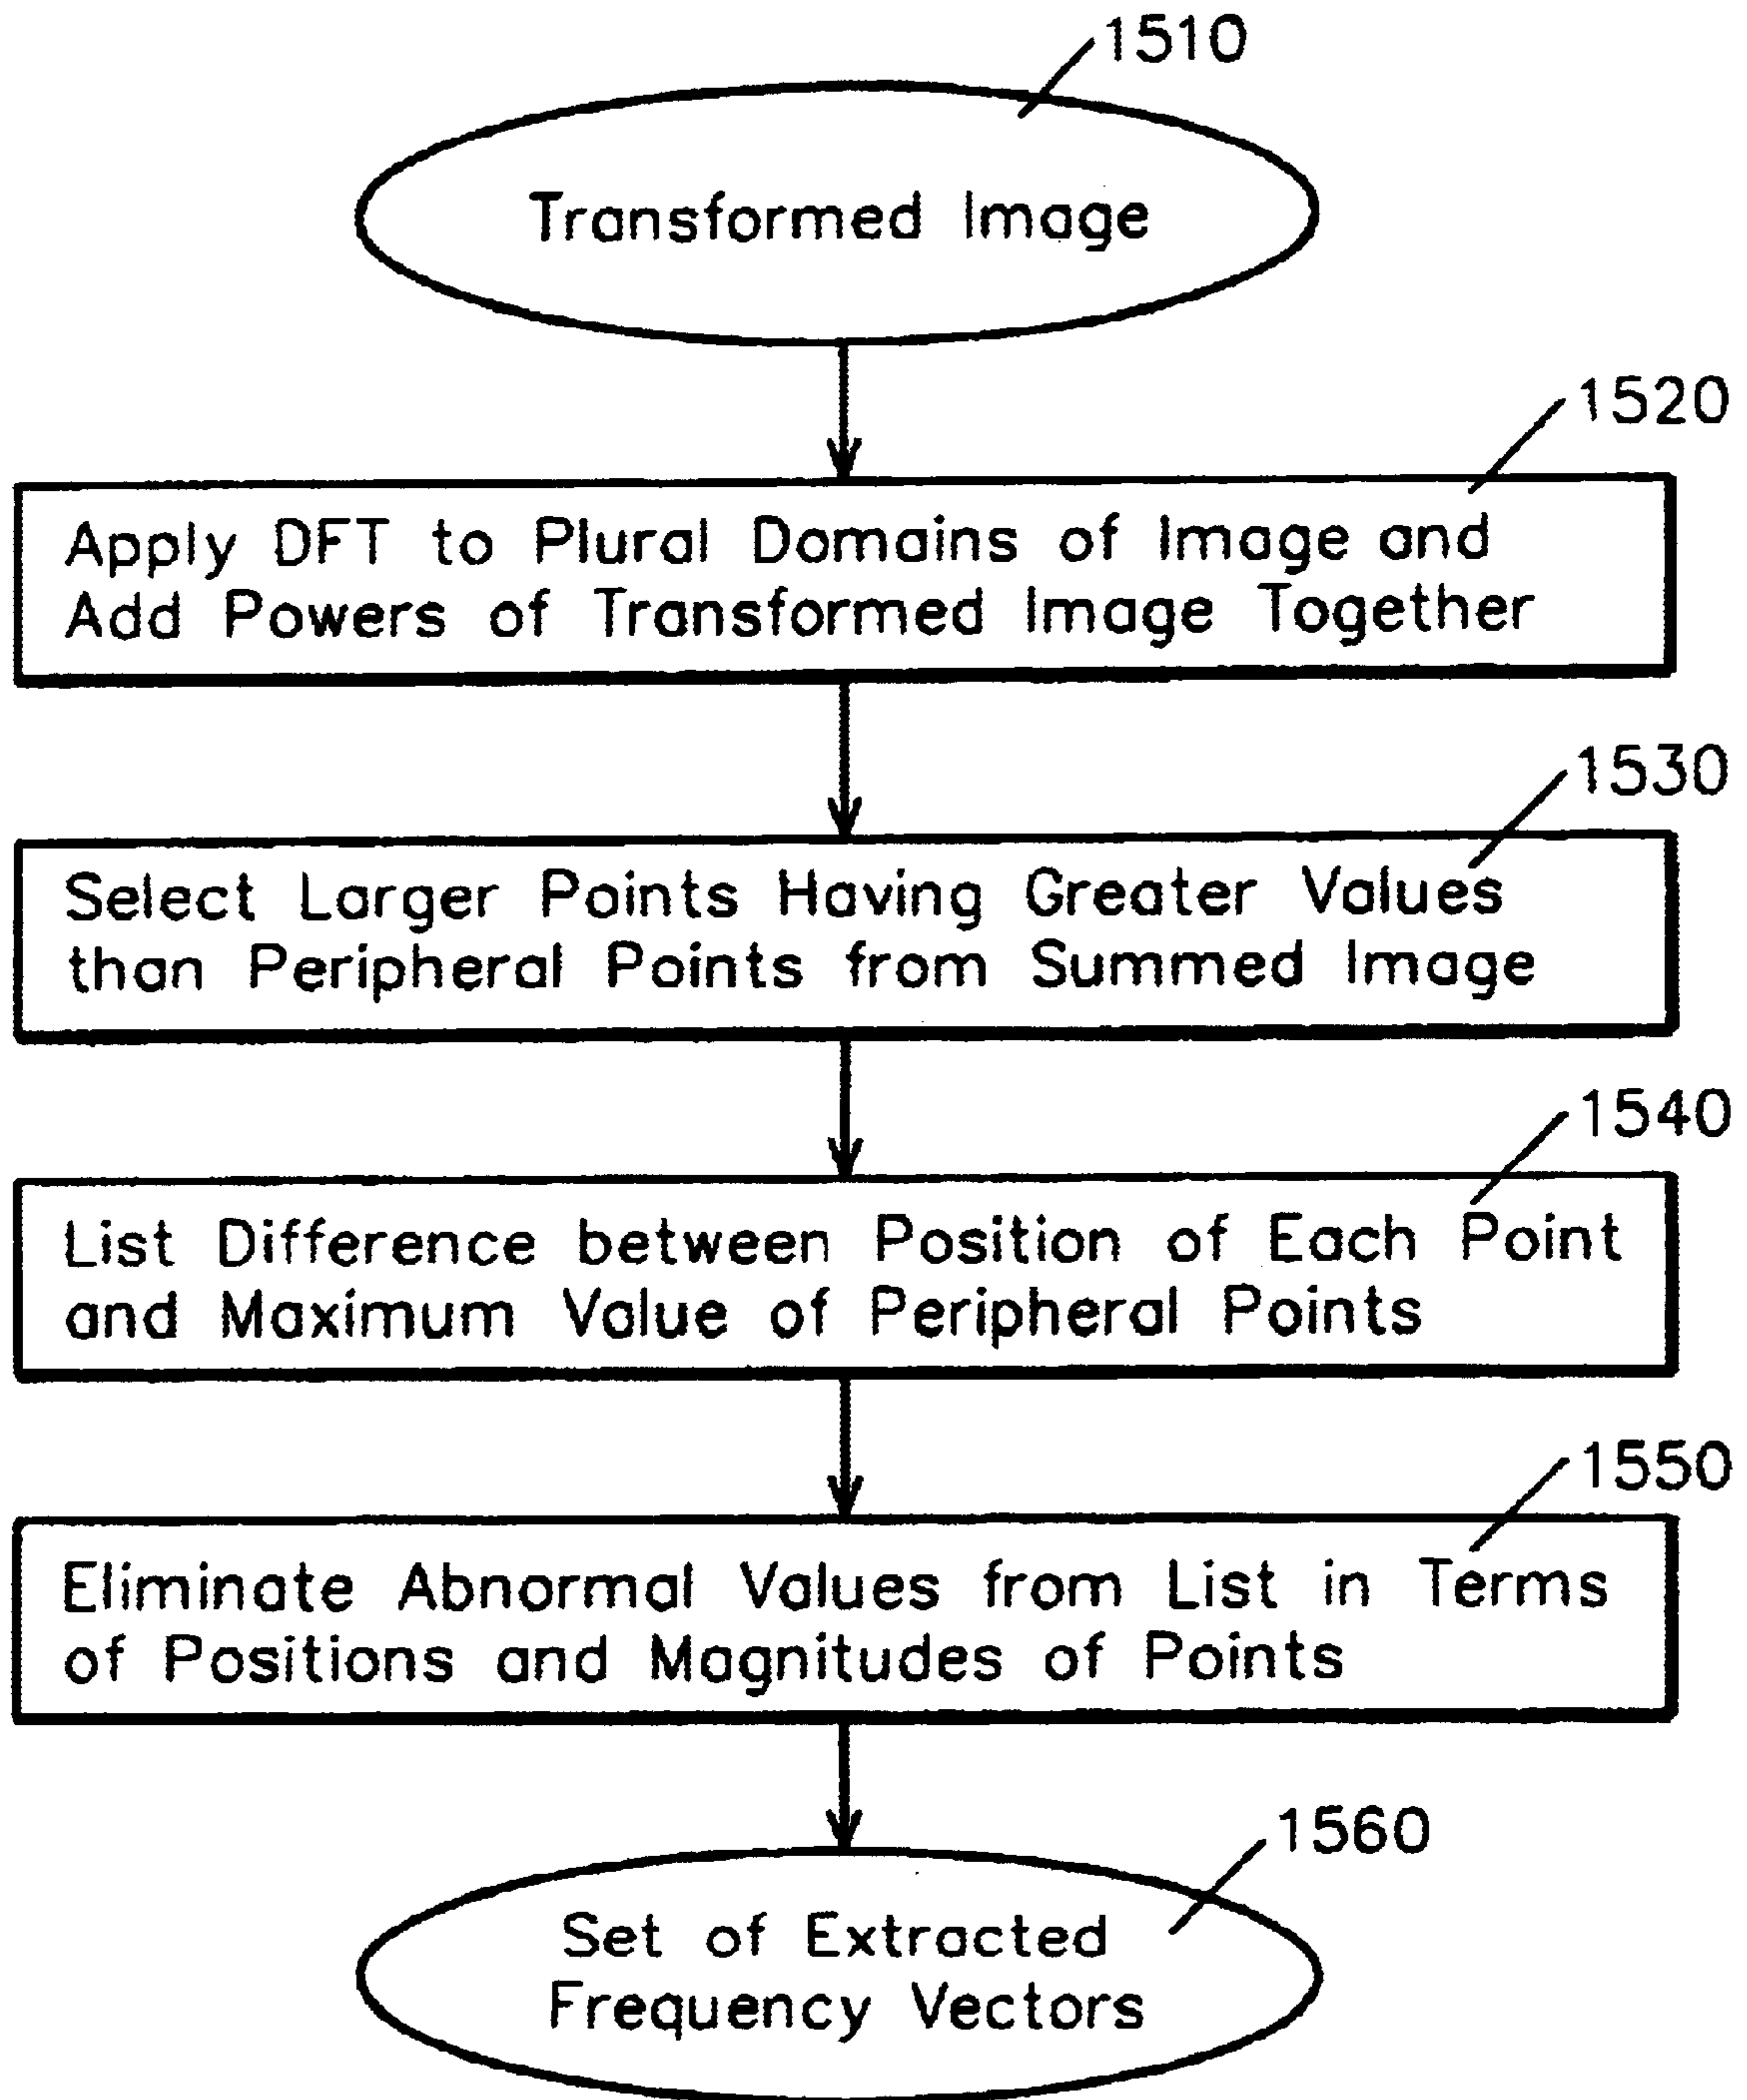 1510
Transformed Image
1520
Apply DFT to Plural Domains of Image and
Add Powers of Transformed Image Together
1530
Select Larger Points Having Greater Values
than Peripheral Points from Summed Image
1540
List Difference between Position of Each Point
and Maximum Value of Peripheral Points
1550
Eliminate Abnormal Values from List in Terms
of Positions and Magnitudes of Points
1560
Set of Extracted
Frequency Vectors